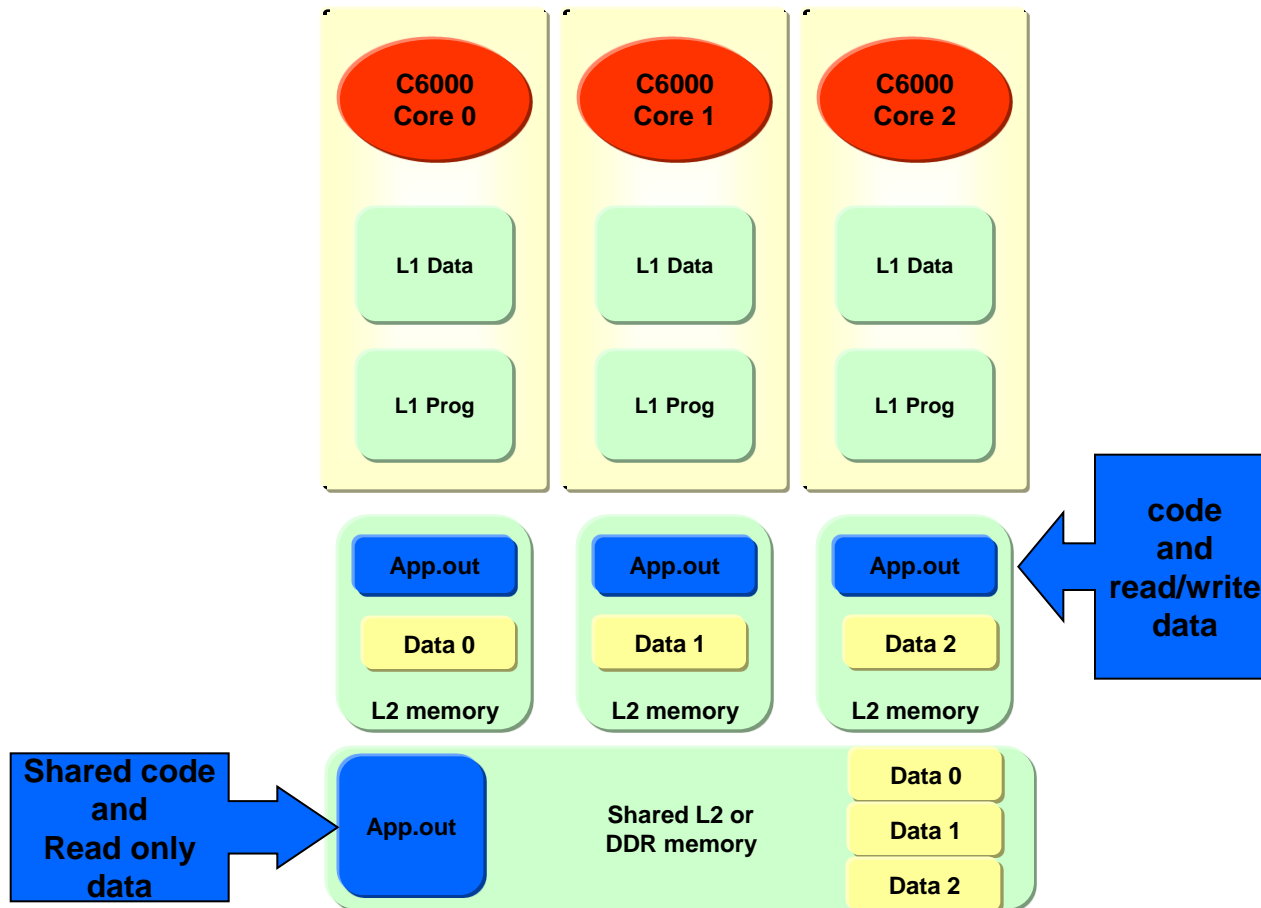 C6000
Core 0
C6000
Core 1
C6000
Core 2
L1 Data
L1 Data
L1 Data
L1 Prog
L1 Prog
L1 Prog
code
and
read/write
data
App.out
App.out
App.out
Data 0
Data 1
Data 2
L2 memory
L2 memory
L2 memory
Shared code
and
Read only
data
App.out
Shared L2 or
DDR memory
Data 0
Data 1
Data 2